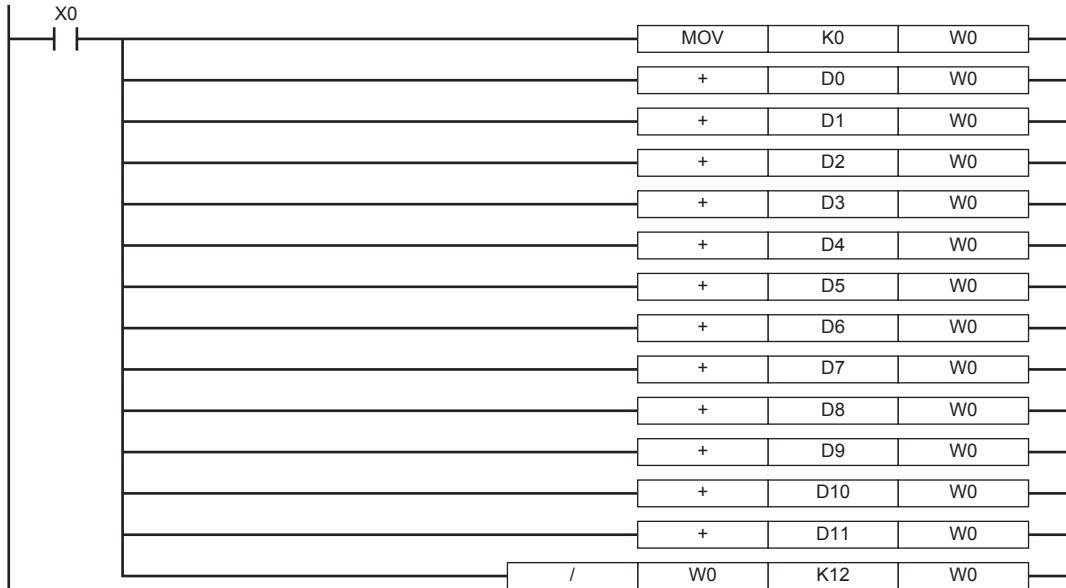 X0
MOV K0 W0
+ D0 W0
+ D1 W0
+ D2 W0
+ D3 W0
+ D4 W0
+ D5 W0
+ D6 W0
+ D7 W0
+ D8 W0
+ D9 W0
+ D10 W0
+ D11 W0
/ W0 K12 W0